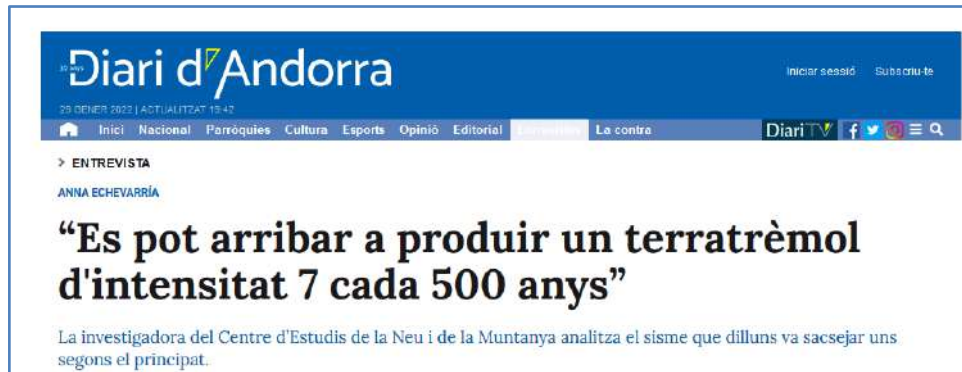 30 anys Diari d'Andorra
Iniciar sessió Subscriu-te
29 GENER 2022 | ACTUALITZAT 19:42
Inici Nacional Parròquies Cultura Esports Opinió Editorial La contra DiariTV
> ENTREVISTA
ANNA ECHEVARRÍA
“Es pot arribar a produir un terratrèmol
d'intensitat 7 cada 500 anys”
La investigadora del Centre d’Estudis de la Neu i de la Muntanya analitza el sisme que dilluns va sacsejar uns
segons el principat.